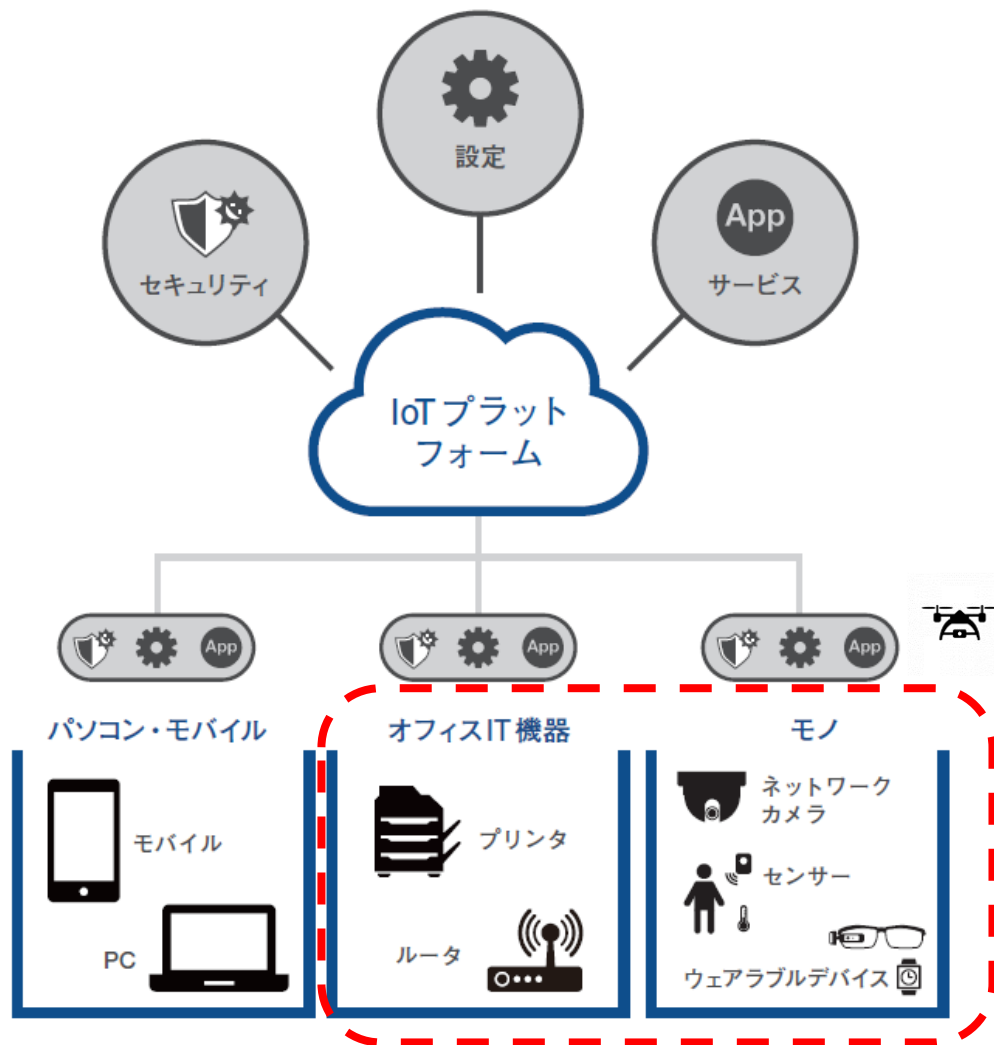 設定
App
セキュリティ
サービス
IoTプラット
フォーム
App
App
App
パソコン・モバイル
オフィスIT機器
モノ
モバイル
PC
プリンタ
ルータ
ネットワーク
カメラ
センサー
ウェアラブルデバイス